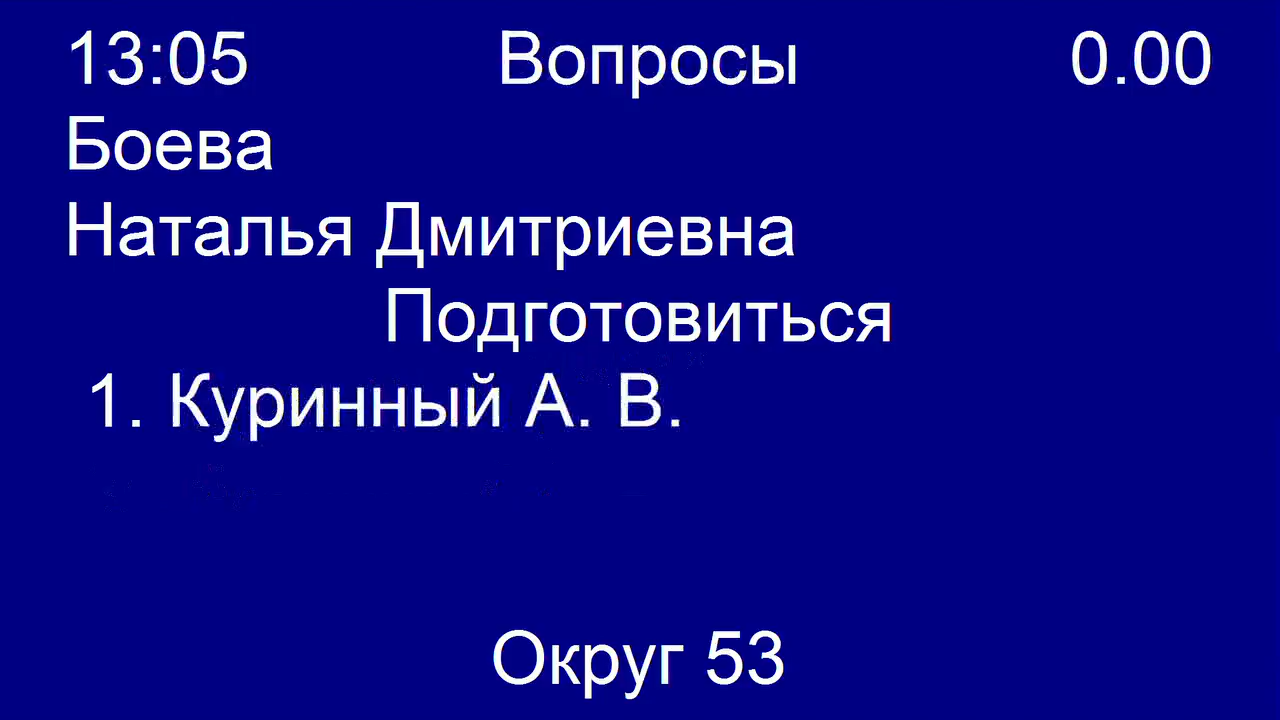 13:05 Вопросы 0.00
Боева
Наталья Дмитриевна
Подготовиться
1. Куринный А. В.
Округ 53